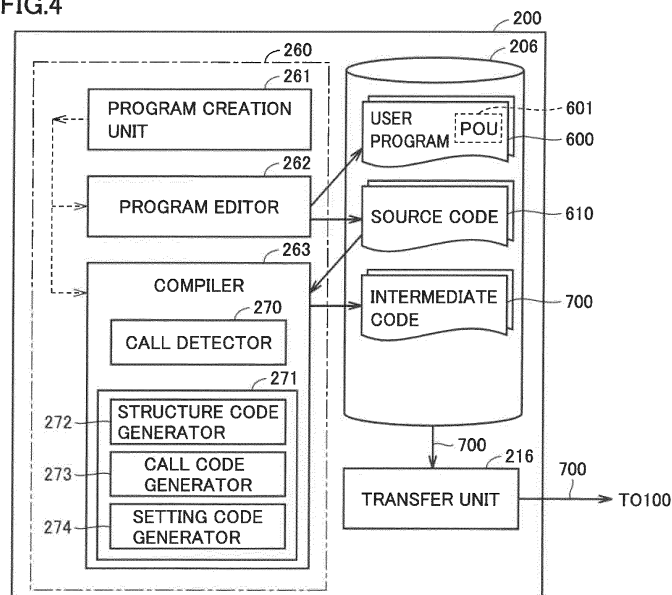 FIG.4
200
260
206
261
PROGRAM CREATION
UNIT
USER
PROGRAM
POU
601
600
262
PROGRAM EDITOR
SOURCE CODE
610
263
COMPILER
INTERMEDIATE
CODE
700
270
CALL DETECTOR
271
272
STRUCTURE CODE
GENERATOR
273
CALL CODE
GENERATOR
274
SETTING CODE
GENERATOR
700
216
TRANSFER UNIT
700
TO100